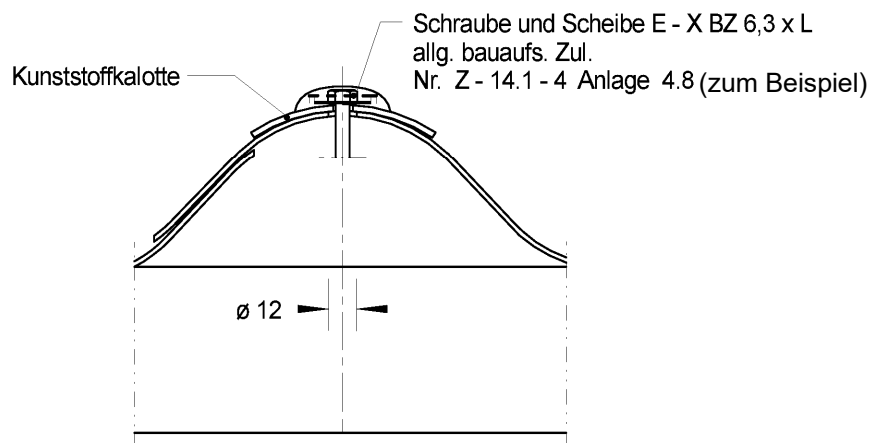 Schraube und Scheibe E - X BZ 6,3 x L
allg. bauaufs. Zul.
Nr. Z - 14.1 - 4 Anlage 4.8 (zum Beispiel)
Kunststoffkalotte
ø 12